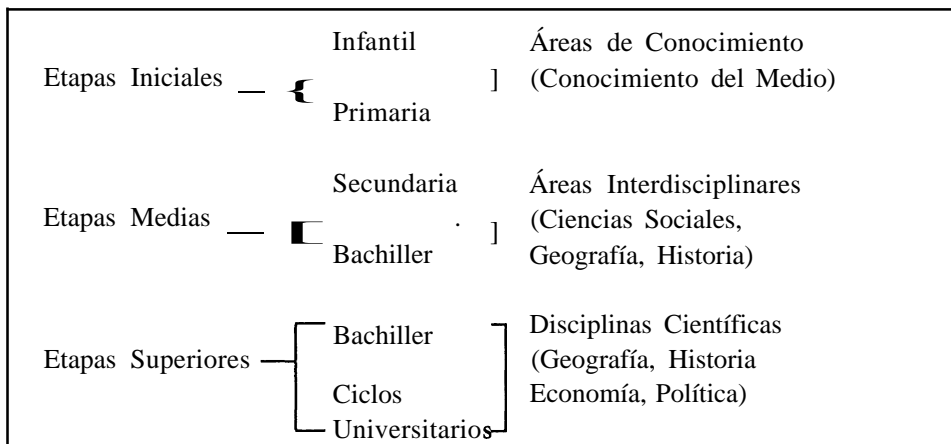 Infantil Áreas de Conocimiento
Etapas Iniciales (Conocimiento del Medio)
Primaria
Secundaria Áreas Interdisciplinares
Etapas Medias (Ciencias Sociales,
Bachiller Geografía, Historia)
Bachiller Disciplinas Científicas
Etapas Superiores (Geografía, Historia
Ciclos Economía, Política)
Universitarios